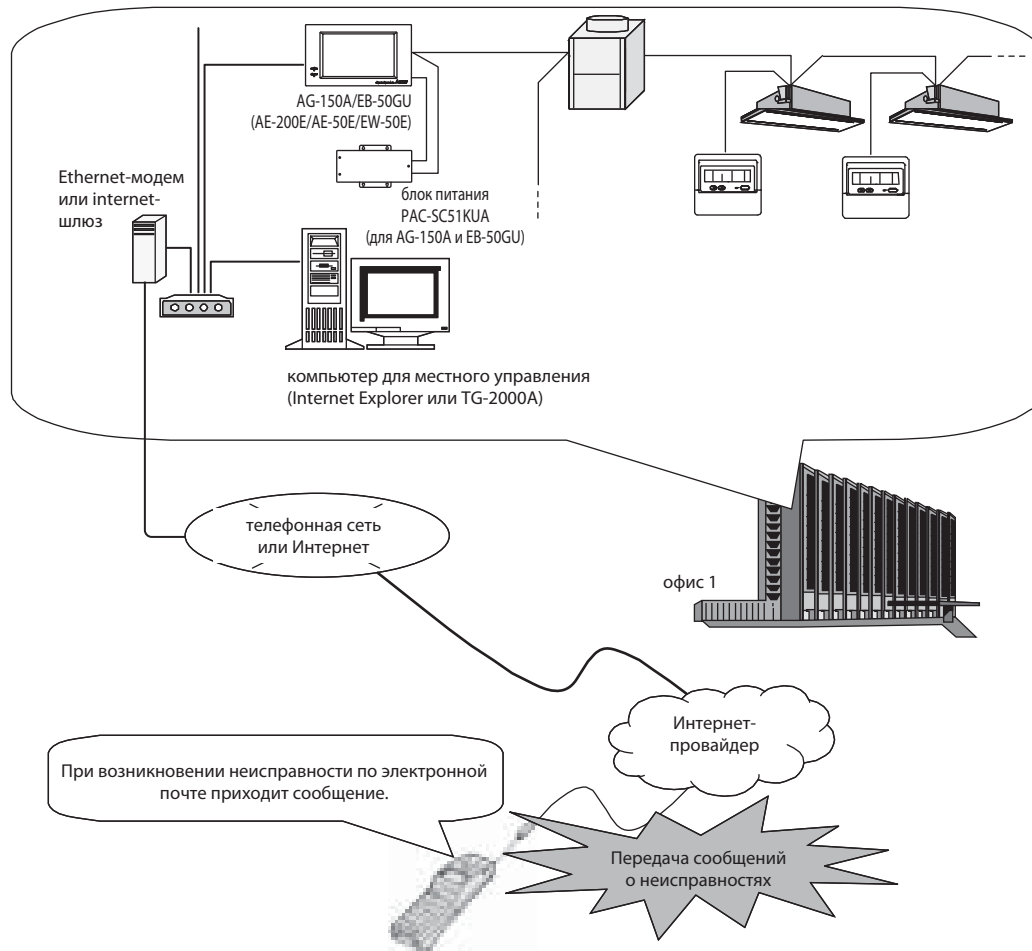 AG-150A/EB-50GU
(AE-200E/AE-50E/EW-50E)
Ethernet-модем
или internet-
шлюз
блок питания
PAC-SC51KUA
(для AG-150A и EB-50GU)
компьютер для местного управления
(Internet Explorer или TG-2000A)
телефонная сеть
или Интернет
офис 1
Интернет-
провайдер
При возникновении неисправности по электронной
почте приходит сообщение.
Передача сообщений
о неисправностях